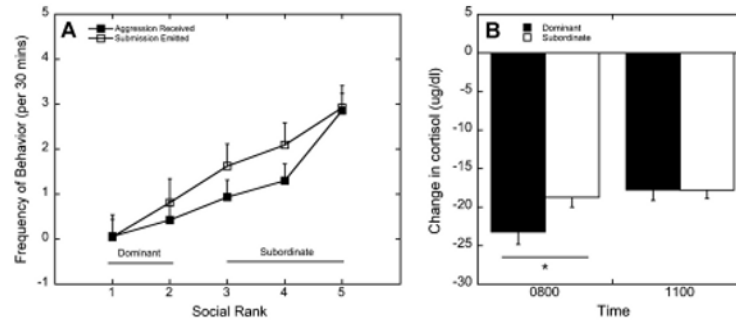 A
Aggression Received
Submission Emitted
Frequency of Behavior (per 30 mins)
5
4
3
2
1
0
-1
Dominant
Subordinate
1 2 3 4 5
Social Rank
B
Dominant
Subordinate
Change in cortisol (ug/dl)
5
0
-5
-10
-15
-20
-25
-30
*
0800 1100
Time